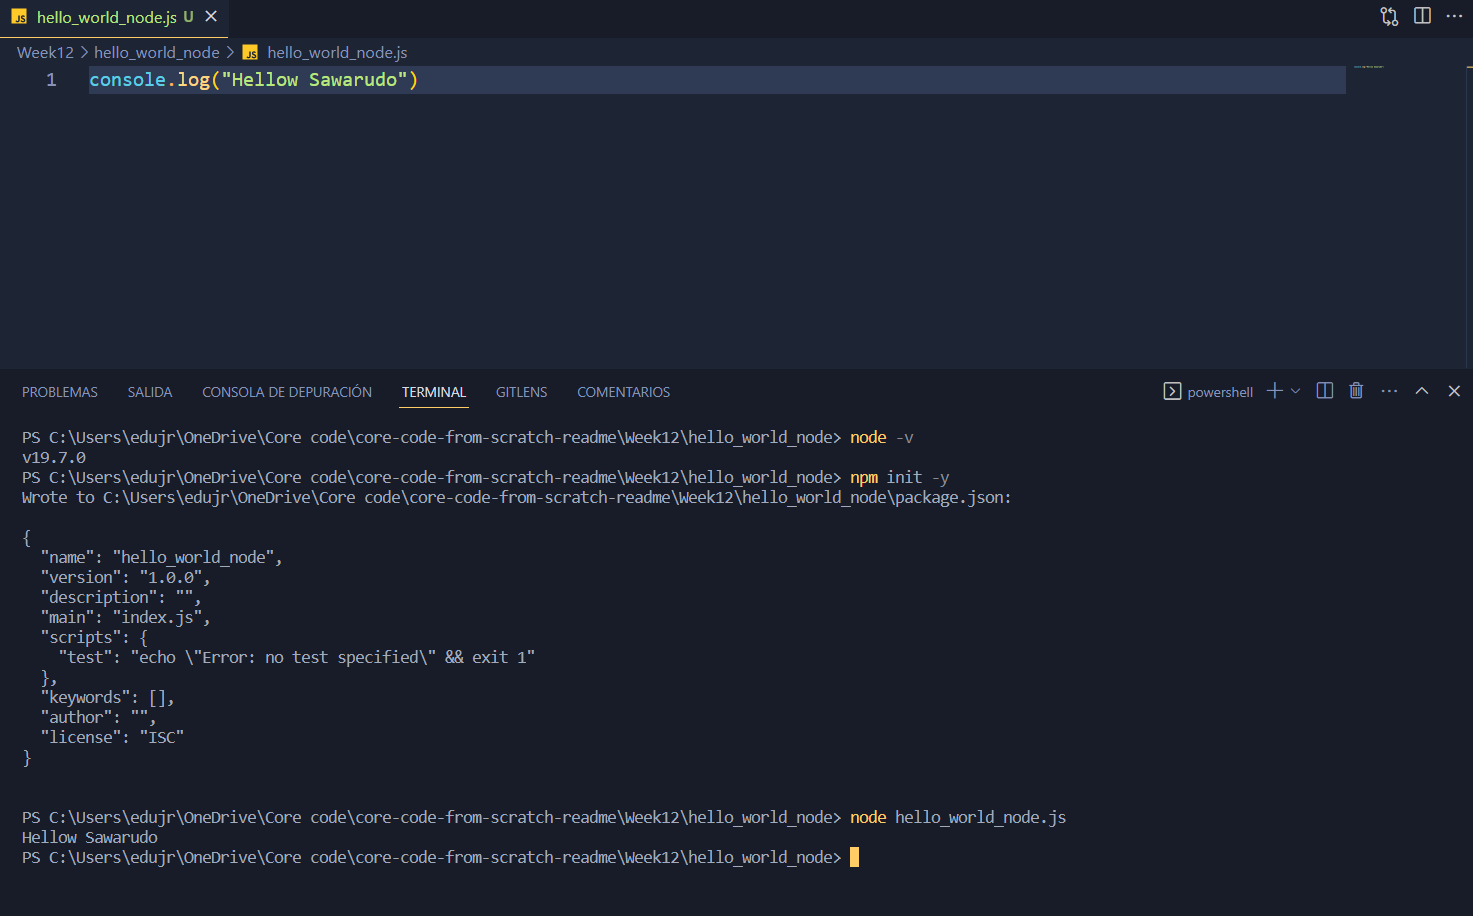 JS hello_world_node.js U
Week12 > hello_world_node > JS hello_world_node.js
1 console.log("Hellow Sawarudo")
PROBLEMAS SALIDA CONSOLA DE DEPURACIÓN TERMINAL GITLENS COMENTARIOS powershell
PS C:\Users\edujr\OneDrive\Core code\core-code-from-scratch-readme\Week12\hello_world_node> node -v
v19.7.0
PS C:\Users\edujr\OneDrive\Core code\core-code-from-scratch-readme\Week12\hello_world_node> npm init -y
Wrote to C:\Users\edujr\OneDrive\Core code\core-code-from-scratch-readme\Week12\hello_world_node\package.json:
{
  "name": "hello_world_node",
  "version": "1.0.0",
  "description": "",
  "main": "index.js",
  "scripts": {
    "test": "echo \"Error: no test specified\" && exit 1"
  },
  "keywords": [],
  "author": "",
  "license": "ISC"
}
PS C:\Users\edujr\OneDrive\Core code\core-code-from-scratch-readme\Week12\hello_world_node> node hello_world_node.js
Hellow Sawarudo
PS C:\Users\edujr\OneDrive\Core code\core-code-from-scratch-readme\Week12\hello_world_node>